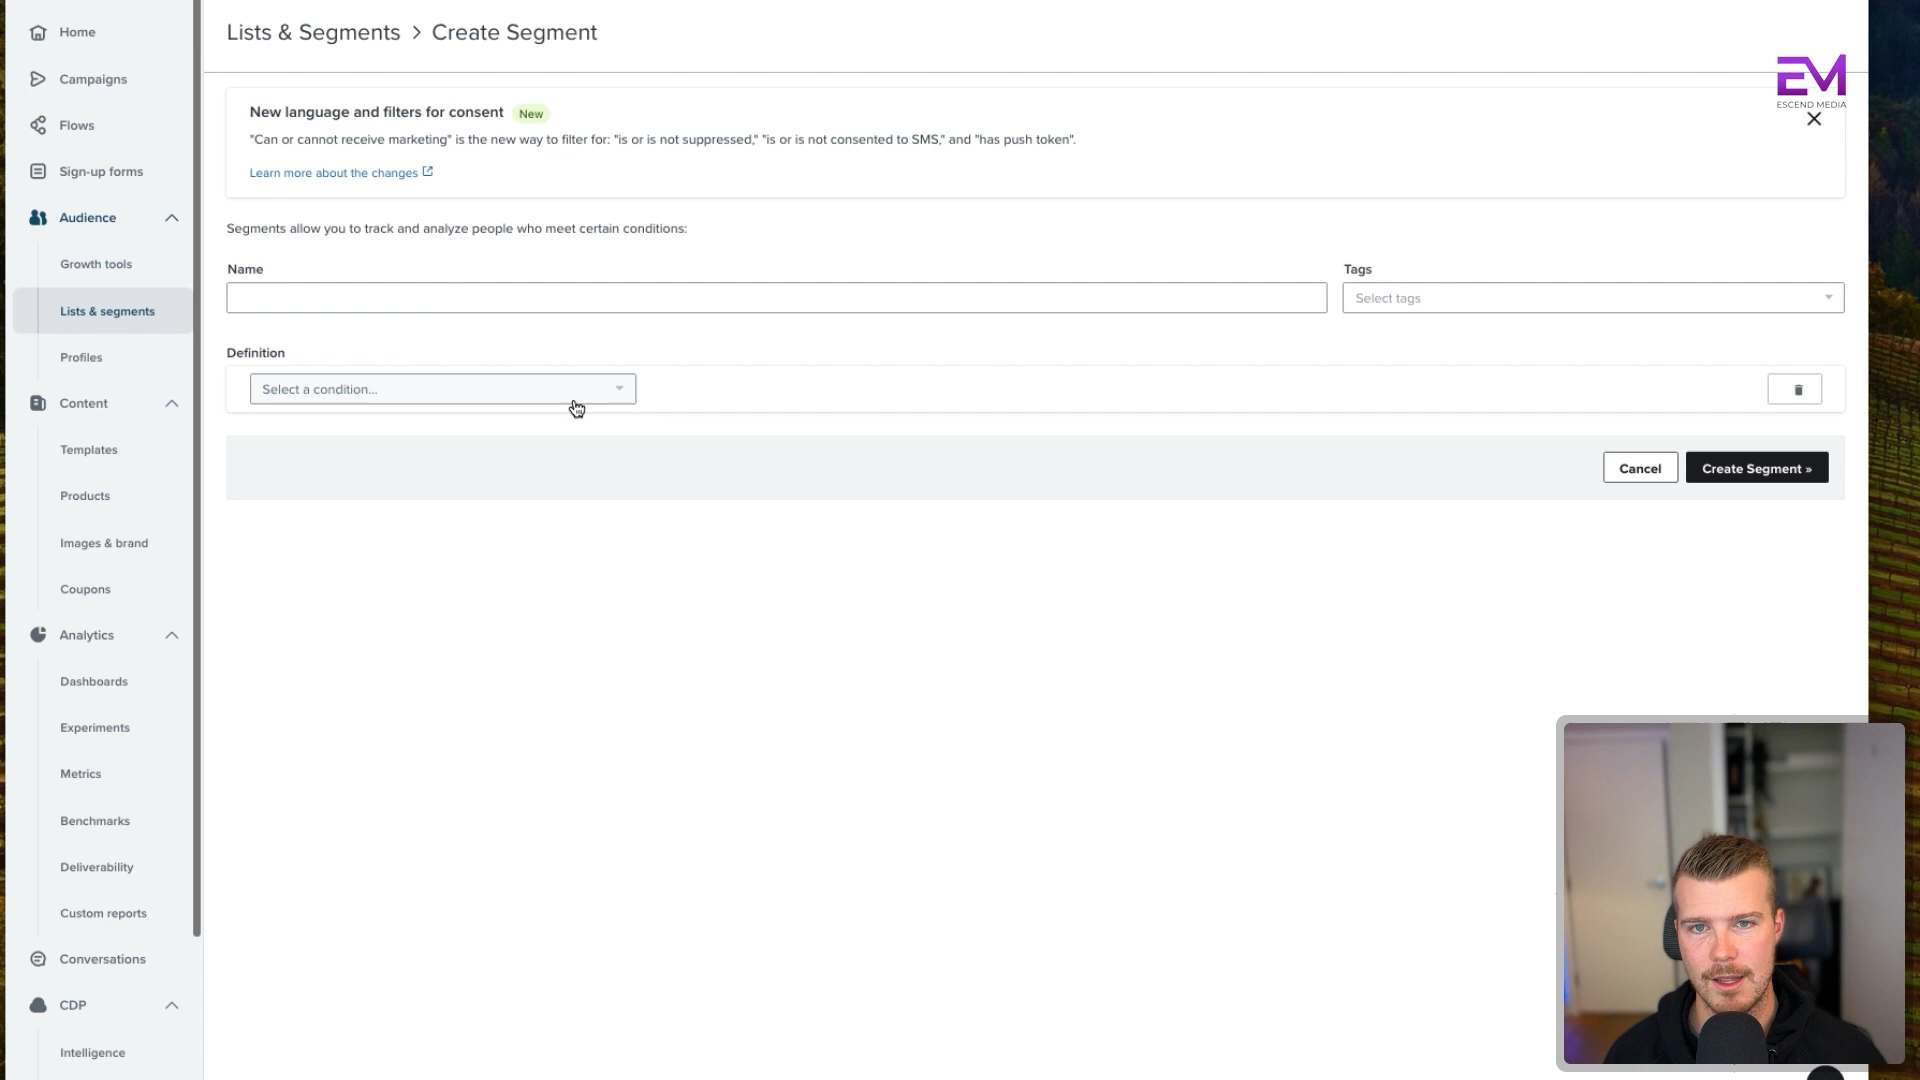 Home
Campaigns
Flows
Sign-up forms
Audience
Growth tools
Lists & segments
Profiles
Content
Templates
Products
Images & brand
Coupons
Analytics
Dashboards
Experiments
Metrics
Benchmarks
Deliverability
Custom reports
Conversations
CDP
Intelligence
Lists & Segments > Create Segment
EM
ESCEND MEDIA
New language and filters for consent New
"Can or cannot receive marketing" is the new way to filter for: "is or is not suppressed," "is or is not consented to SMS," and "has push token".
Learn more about the changes
Segments allow you to track and analyze people who meet certain conditions:
Name
Tags
Select tags
Definition
Select a condition...
Cancel
Create Segment »